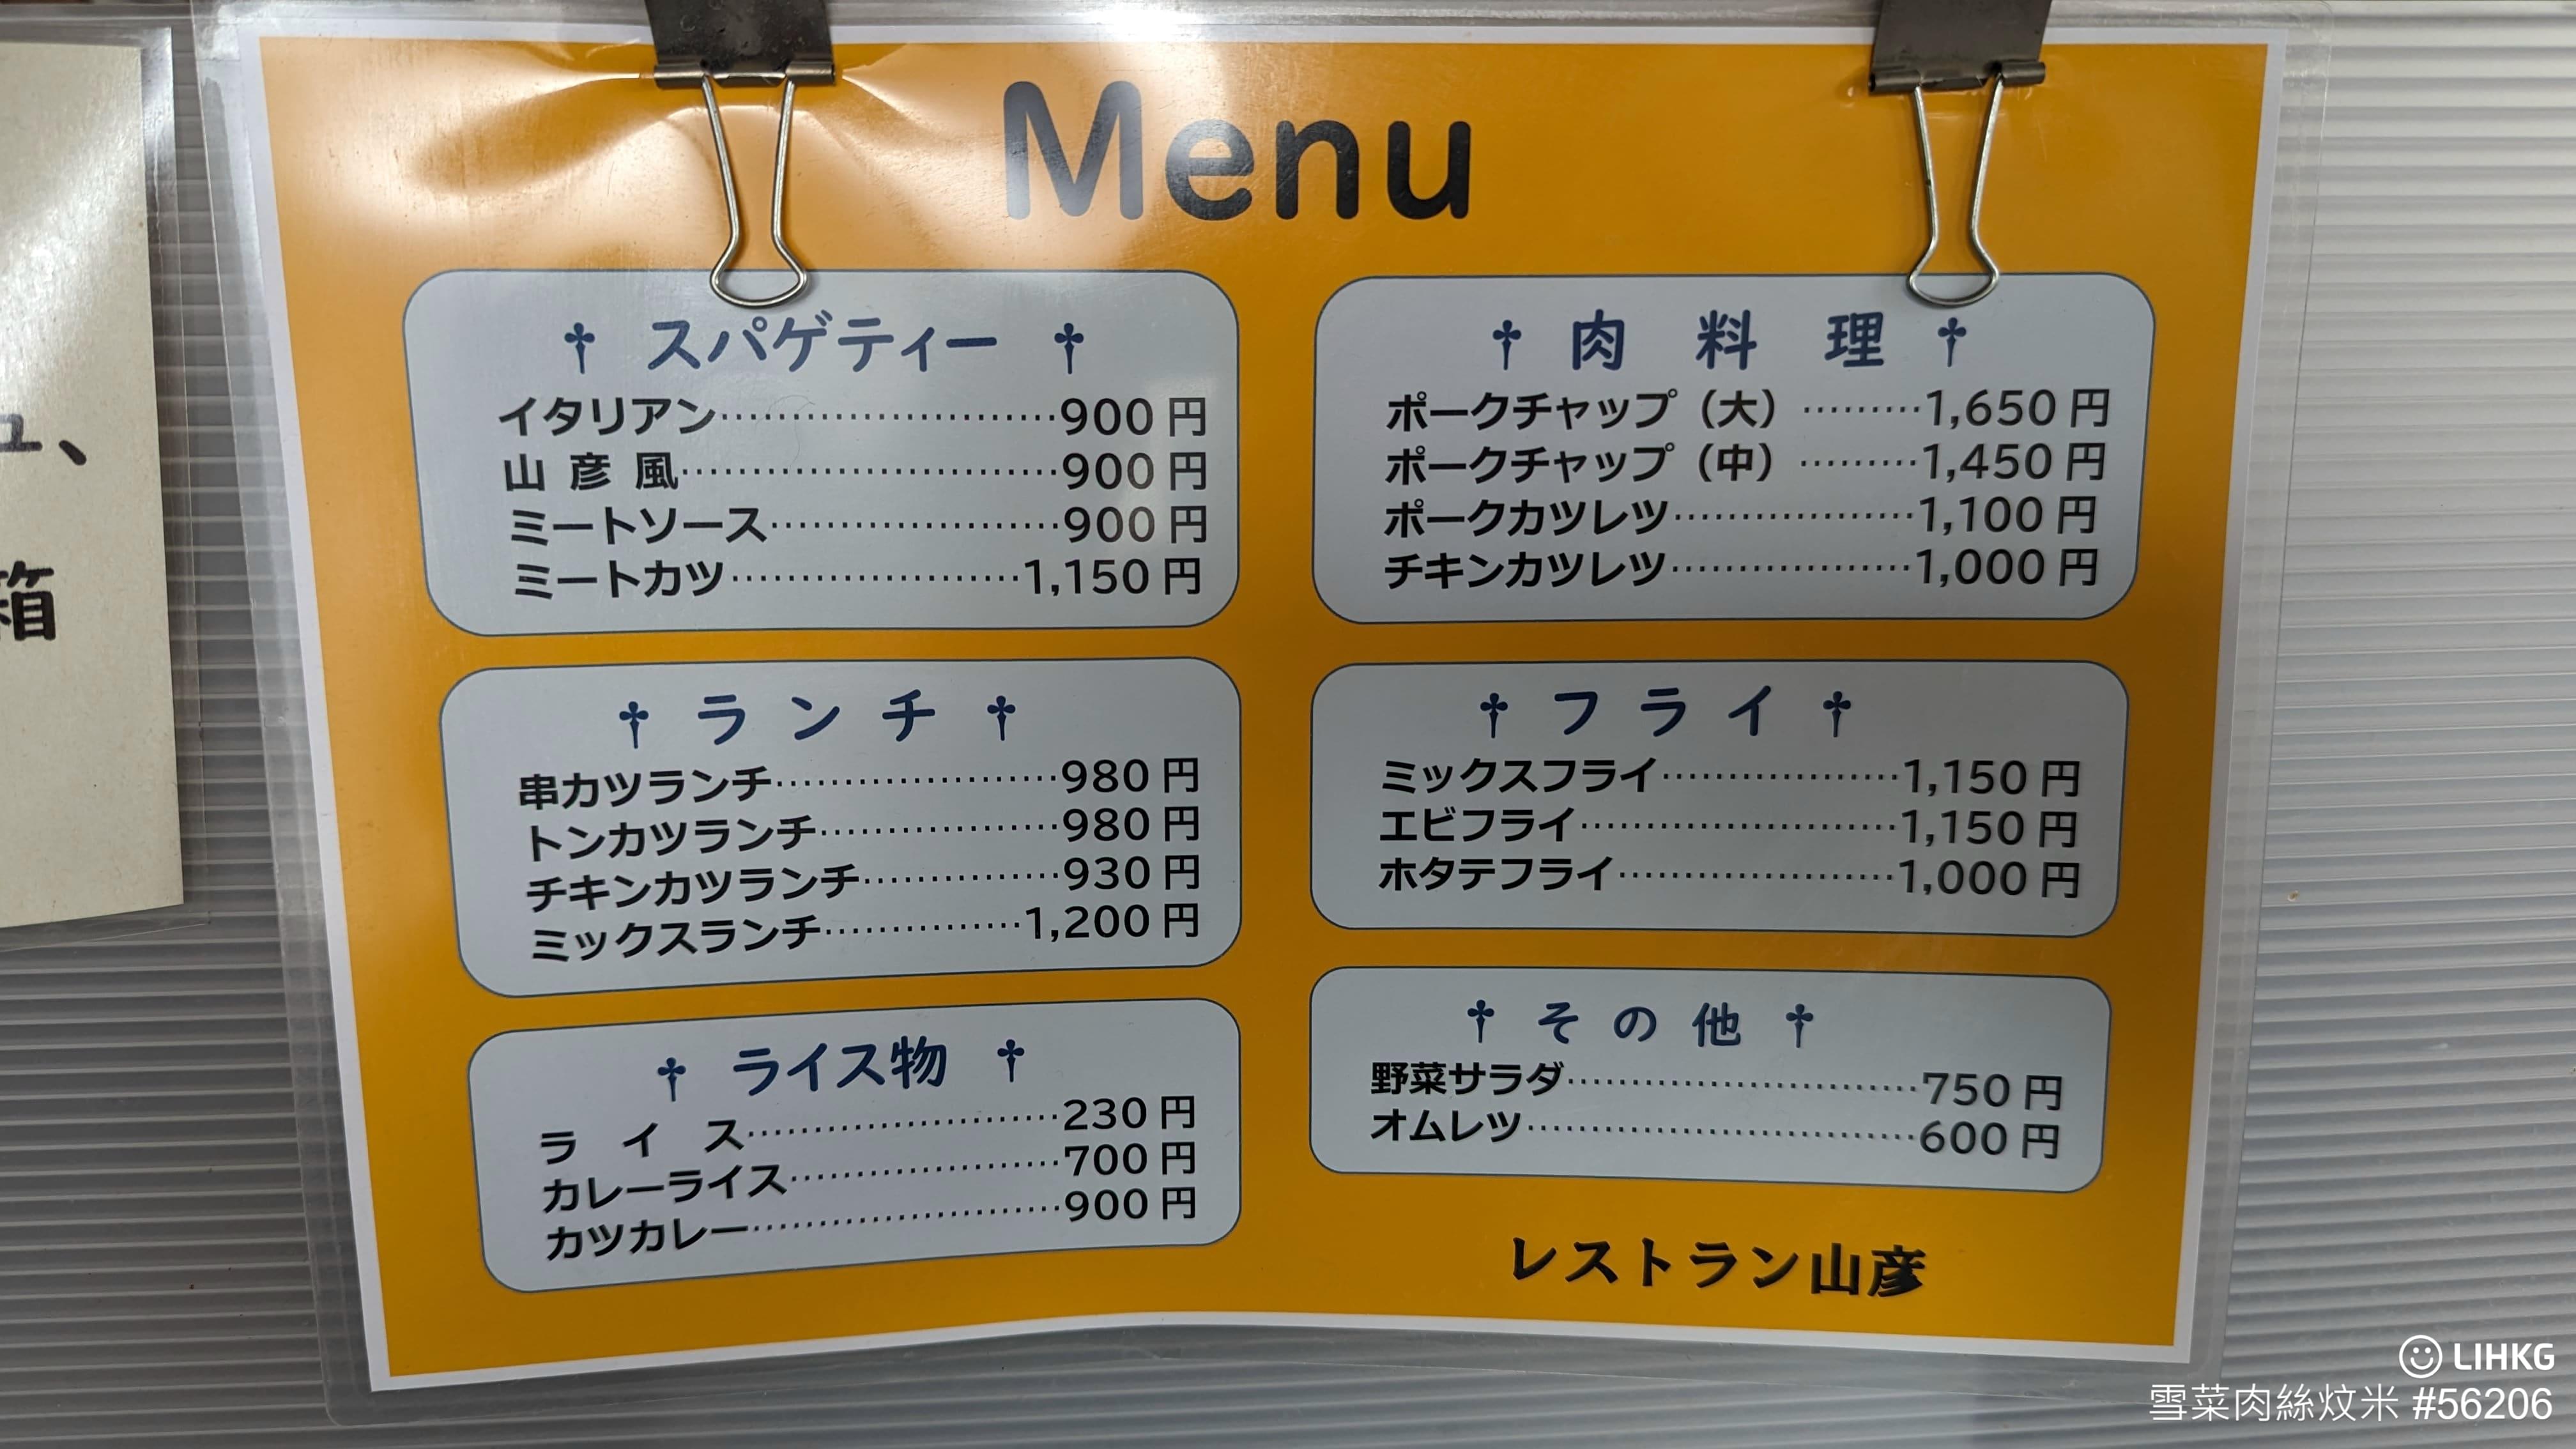 Menu
† スパゲティー †
イタリアン……………………900円
山彦風……………………900円
ミートソース……………………900円
ミートカツ……………………1,150円
† ランチ †
串カツランチ……………………980円
トンカツランチ……………………980円
チキンカツランチ……………………930円
ミックスランチ……………………1,200円
† ライス物 †
ライス……………………230円
カレーライス……………………700円
カツカレー……………………900円
† 肉料理 †
ポークチャップ（大）………1,650円
ポークチャップ（中）………1,450円
ポークカツレツ………………1,100円
チキンカツレツ………………1,000円
† フライ †
ミックスフライ………………1,150円
エビフライ……………………1,150円
ホタテフライ…………………1,000円
† その他 †
野菜サラダ……………………750円
オムレツ………………………600円
レストラン山彦
ュ、
箱
LIHKG
雪菜肉絲炆米 #56206